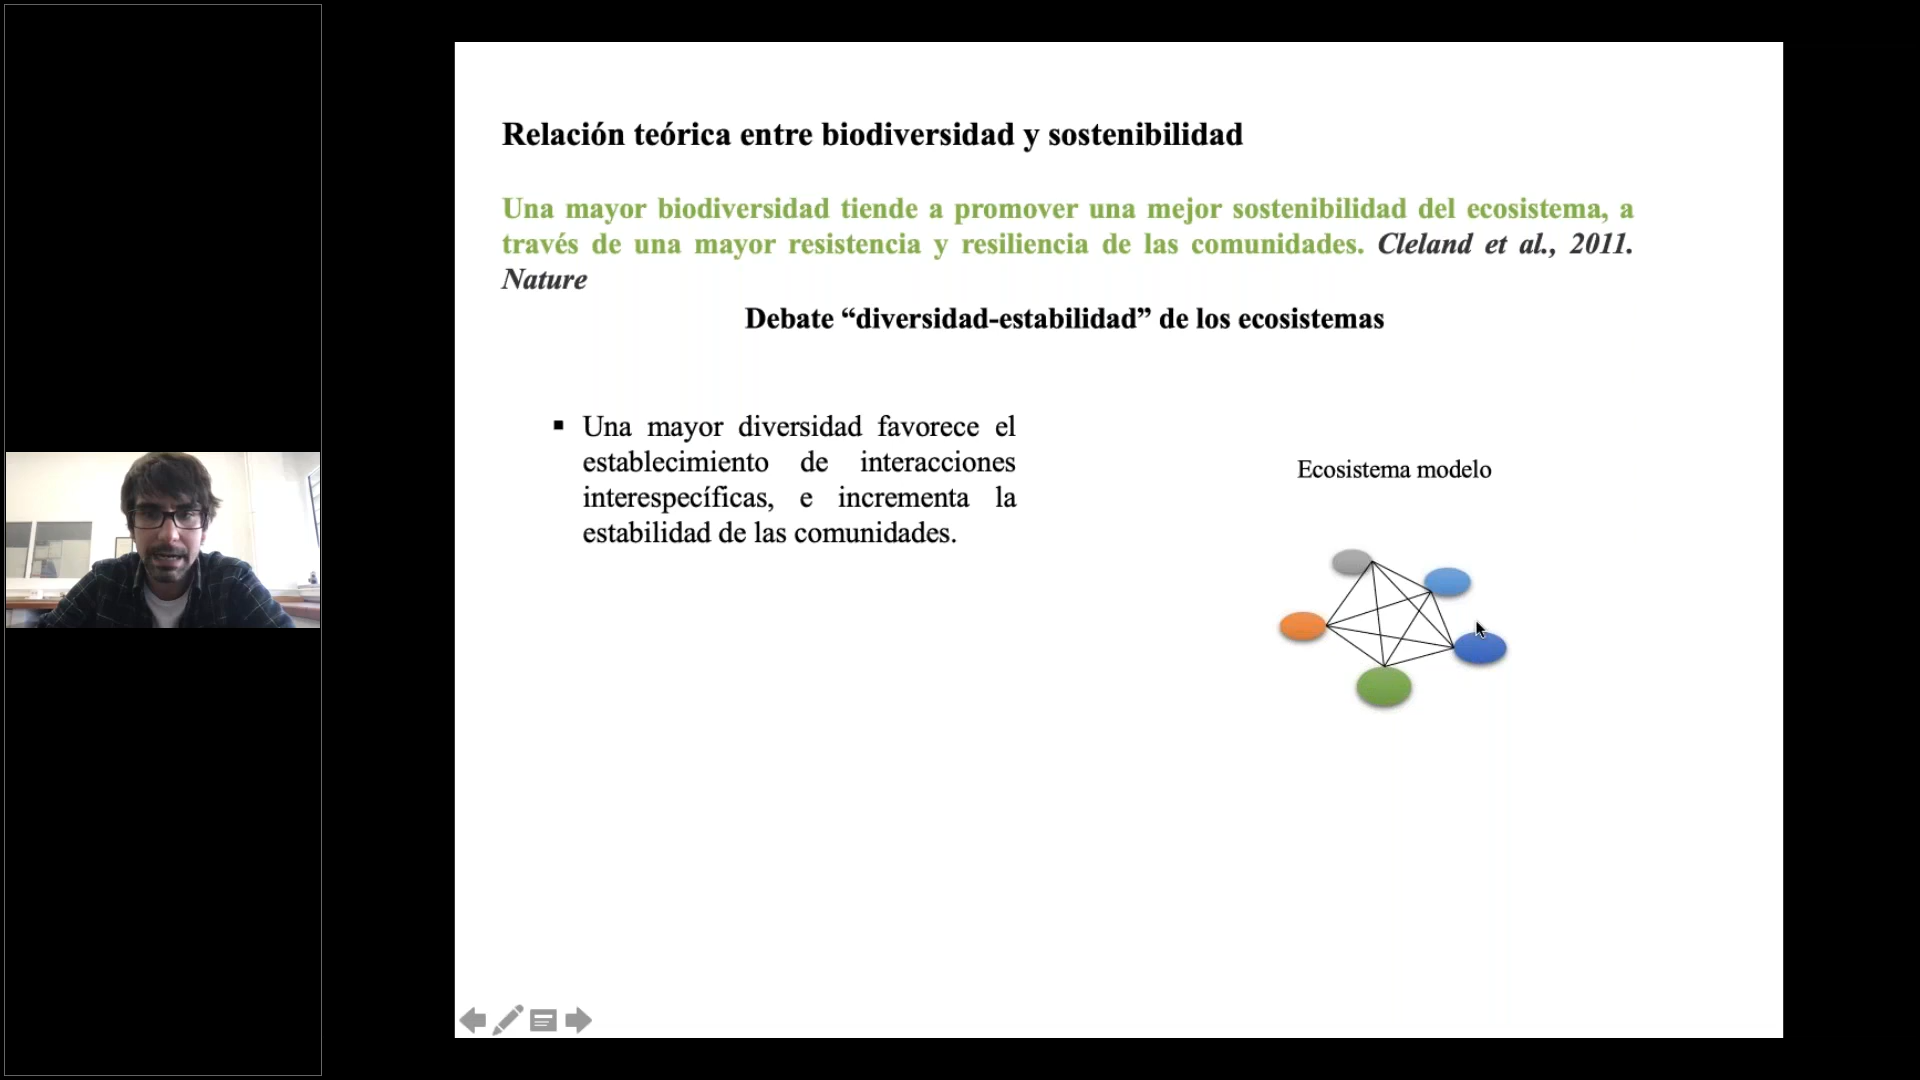 Relación teórica entre biodiversidad y sostenibilidad
Una mayor biodiversidad tiende a promover una mejor sostenibilidad del ecosistema, a
través de una mayor resistencia y resiliencia de las comunidades. Cleland et al., 2011.
Nature
Debate “diversidad-estabilidad” de los ecosistemas
▪ Una mayor diversidad favorece el
establecimiento de interacciones
interespecíficas, e incrementa la
estabilidad de las comunidades.
Ecosistema modelo